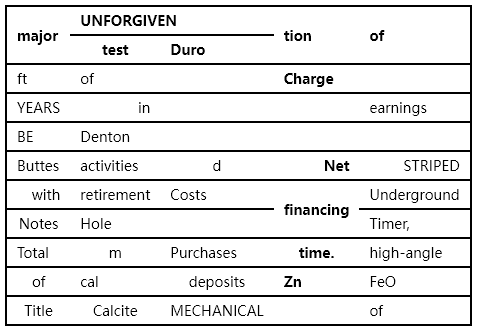 major UNFORGIVEN tion of
test Duro
ft of Charge
YEARS in earnings
BE Denton
Buttes activities d Net STRIPED
with retirement Costs financing Underground
Notes Hole Timer,
Total m Purchases time. high-angle
of cal deposits Zn FeO
Title Calcite MECHANICAL of